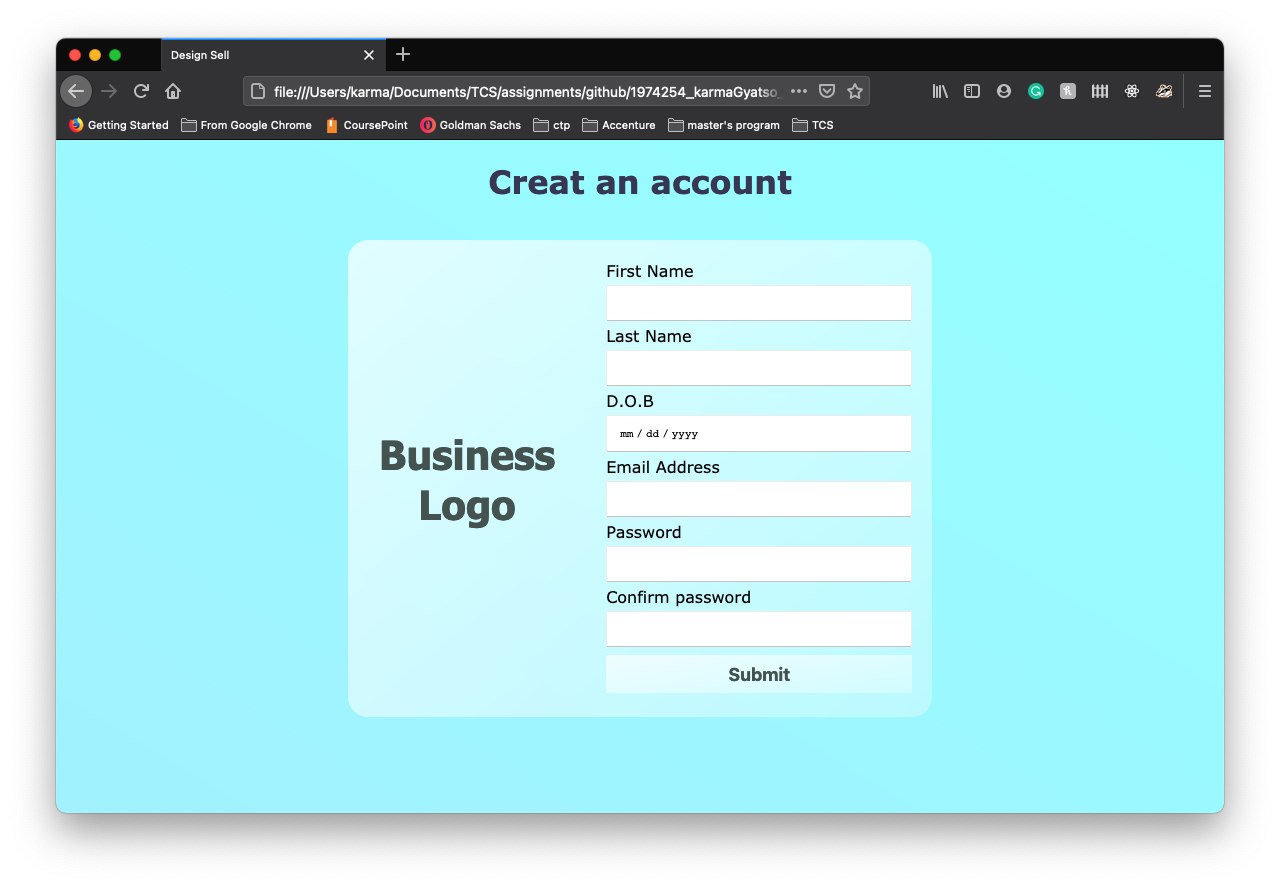 Design Sell
file:///Users/karma/Documents/TCS/assignments/github/1974254_karmaGyatso_
Getting Started From Google Chrome CoursePoint Goldman Sachs ctp Accenture master's program TCS
Creat an account
First Name
Last Name
D.O.B
mm / dd / yyyy
Business
Logo
Email Address
Password
Confirm password
Submit